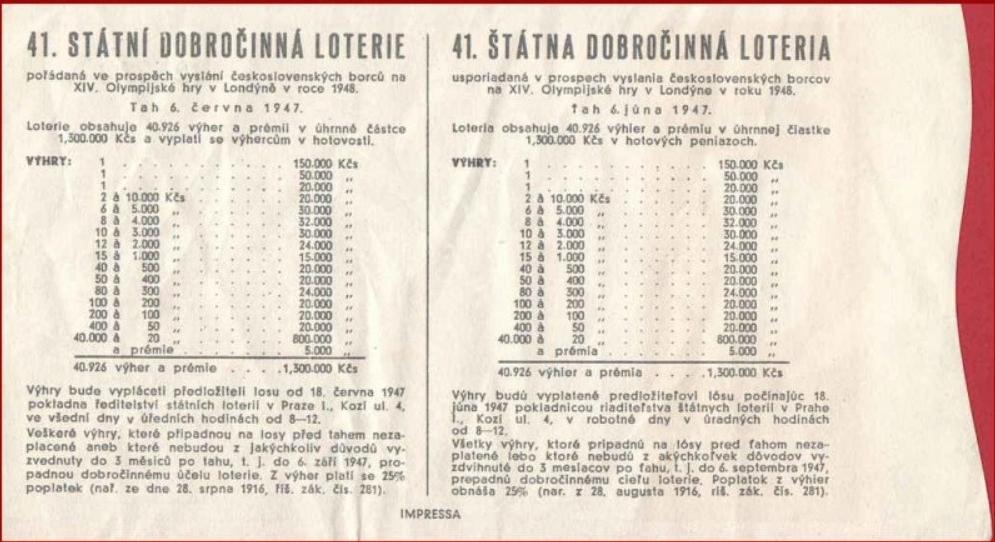 41. STÁTNÍ DOBROČINNÁ LOTERIE
pořádaná ve prospěch vyslání československých borců na
XIV. Olympijské hry v Londýně v roce 1948.
Tah 6. června 1947.
Loterie obsahuje 40.926 výher a prémii v úhrnné částce
1,300.000 Kčs a vyplatí se výhercům v hotovosti.
VÝHRY: 1 . . . . . . . . . 150.000 Kčs
1 . . . . . . . . . 50.000 „
1 . . . . . . . . . 20.000 „
2 à 10.000 Kčs . . . . . 20.000 „
6 à 5.000 „ . . . . . 30.000 „
8 à 4.000 „ . . . . . 32.000 „
10 à 3.000 „ . . . . . 30.000 „
12 à 2.000 „ . . . . . 24.000 „
15 à 1.000 „ . . . . . 15.000 „
40 à 500 „ . . . . . 20.000 „
50 à 400 „ . . . . . 20.000 „
80 à 300 „ . . . . . 24.000 „
100 à 200 „ . . . . . 20.000 „
200 à 100 „ . . . . . 20.000 „
400 à 50 „ . . . . . 20.000 „
40.000 à 20 „ . . . . . 800.000 „
a prémie . . . . . . . 5.000 „
40.926 výher a prémie . . . . 1,300.000 Kčs
Výhry bude vypláceti předložiteli losu od 18. června 1947
pokladna ředitelství státních loterií v Praze I., Kozí ul. 4,
ve všední dny v úředních hodinách od 8—12.
Veškeré výhry, které připadnou na losy před tahem neza-
placené aneb které nebudou z jakýchkoliv důvodů vy-
zvednuty do 3 měsíců po tahu, t. j. do 6. září 1947, pro-
padnou dobročinnému účelu loterie. Z výher platí se 25%
poplatek (nař. ze dne 28. srpna 1916, říš. zák. čís. 281).
41. ŠTÁTNA DOBROČINNÁ LOTERIA
usporiadaná v prospech vyslania československých borcov
na XIV. Olympijské hry v Londýne v roku 1948.
Ťah 6. júna 1947.
Loteria obsahuje 40.926 výhier a prémiu v úhrnnej čiastke
1,300.000 Kčs v hotových peniazoch.
VÝHRY: 1 . . . . . . . . . 150.000 Kčs
1 . . . . . . . . . 50.000 „
1 . . . . . . . . . 20.000 „
2 à 10.000 Kčs . . . . . 20.000 „
6 à 5.000 „ . . . . . 30.000 „
8 à 4.000 „ . . . . . 32.000 „
10 à 3.000 „ . . . . . 30.000 „
12 à 2.000 „ . . . . . 24.000 „
15 à 1.000 „ . . . . . 15.000 „
40 à 500 „ . . . . . 20.000 „
50 à 400 „ . . . . . 20.000 „
80 à 300 „ . . . . . 24.000 „
100 à 200 „ . . . . . 20.000 „
200 à 100 „ . . . . . 20.000 „
400 à 50 „ . . . . . 20.000 „
40.000 à 20 „ . . . . . 800.000 „
a prémia . . . . . . . 5.000 „
40.926 výhier a prémia . . . . 1,300.000 Kčs
Výhry budú vyplatené predložiteľovi lósu počínajúc 18.
júna 1947 pokladnicou riaditeľstva štátnych loterií v Prahe
I., Kozí ul. 4, v robotné dny v úradných hodinách
od 8—12.
Všetky výhry, ktoré pripadnú na lósy pred ťahom neza-
platené lebo ktoré nebudú z akýchkoľvek dôvodov vy-
zdvihnuté do 3 mesiacov po ťahu, t. j. do 6. septembra 1947,
prepadnú dobročinnému cieľu loterie. Poplatok z výhier
obnáša 25% (nar. z 28. augusta 1916, ríš. zák. čís. 281).
IMPRESSA